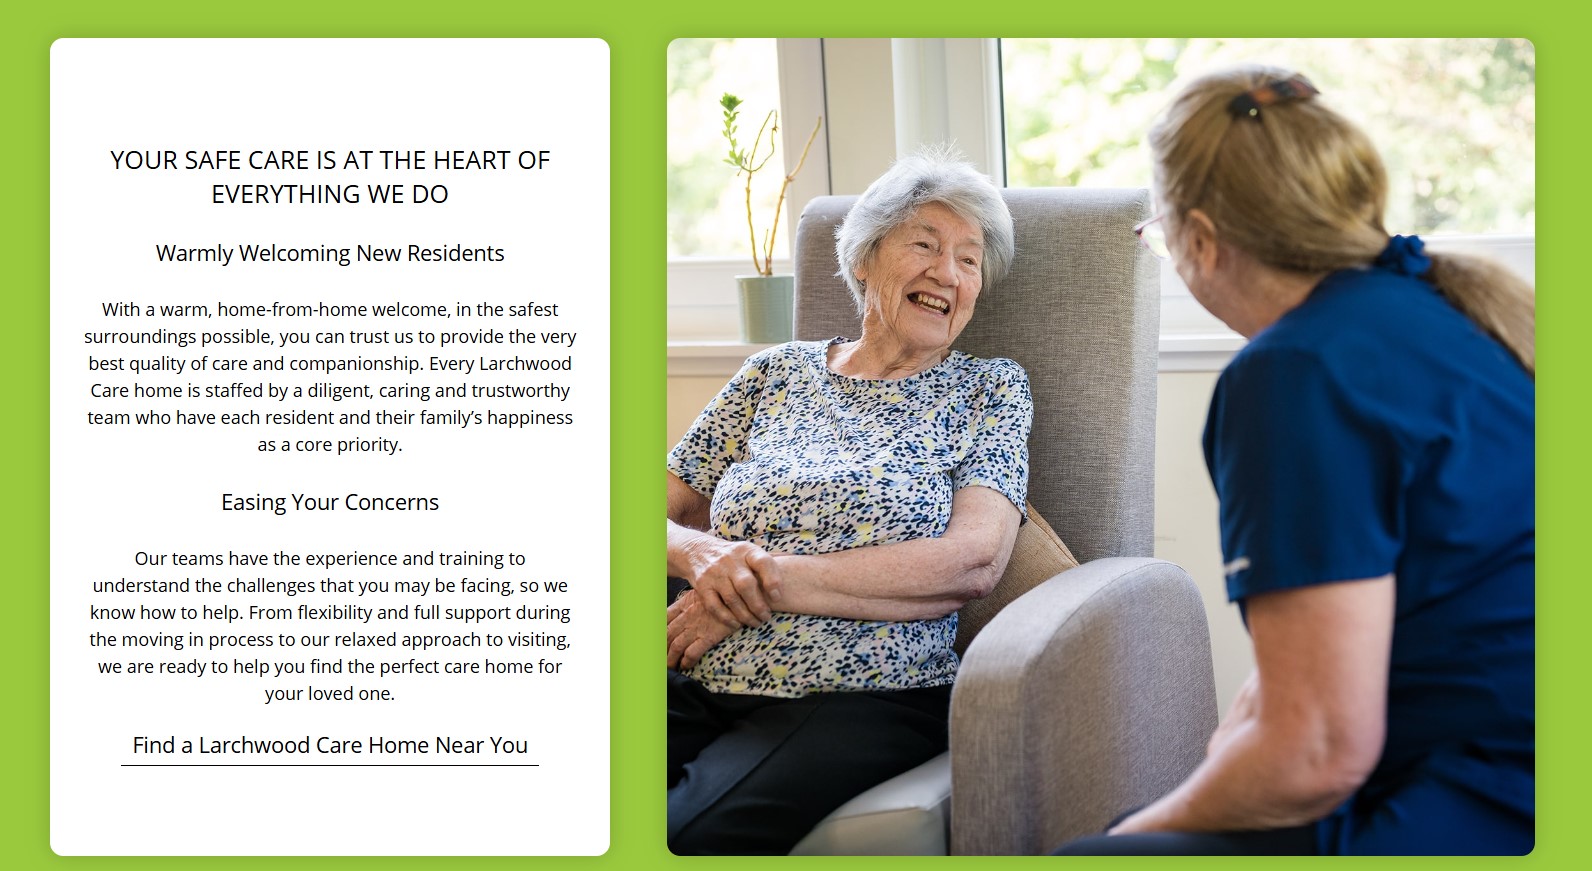 YOUR SAFE CARE IS AT THE HEART OF
EVERYTHING WE DO
Warmly Welcoming New Residents
With a warm, home-from-home welcome, in the safest
surroundings possible, you can trust us to provide the very
best quality of care and companionship. Every Larchwood
Care home is staffed by a diligent, caring and trustworthy
team who have each resident and their family’s happiness
as a core priority.
Easing Your Concerns
Our teams have the experience and training to
understand the challenges that you may be facing, so we
know how to help. From flexibility and full support during
the moving in process to our relaxed approach to visiting,
we are ready to help you find the perfect care home for
your loved one.
Find a Larchwood Care Home Near You